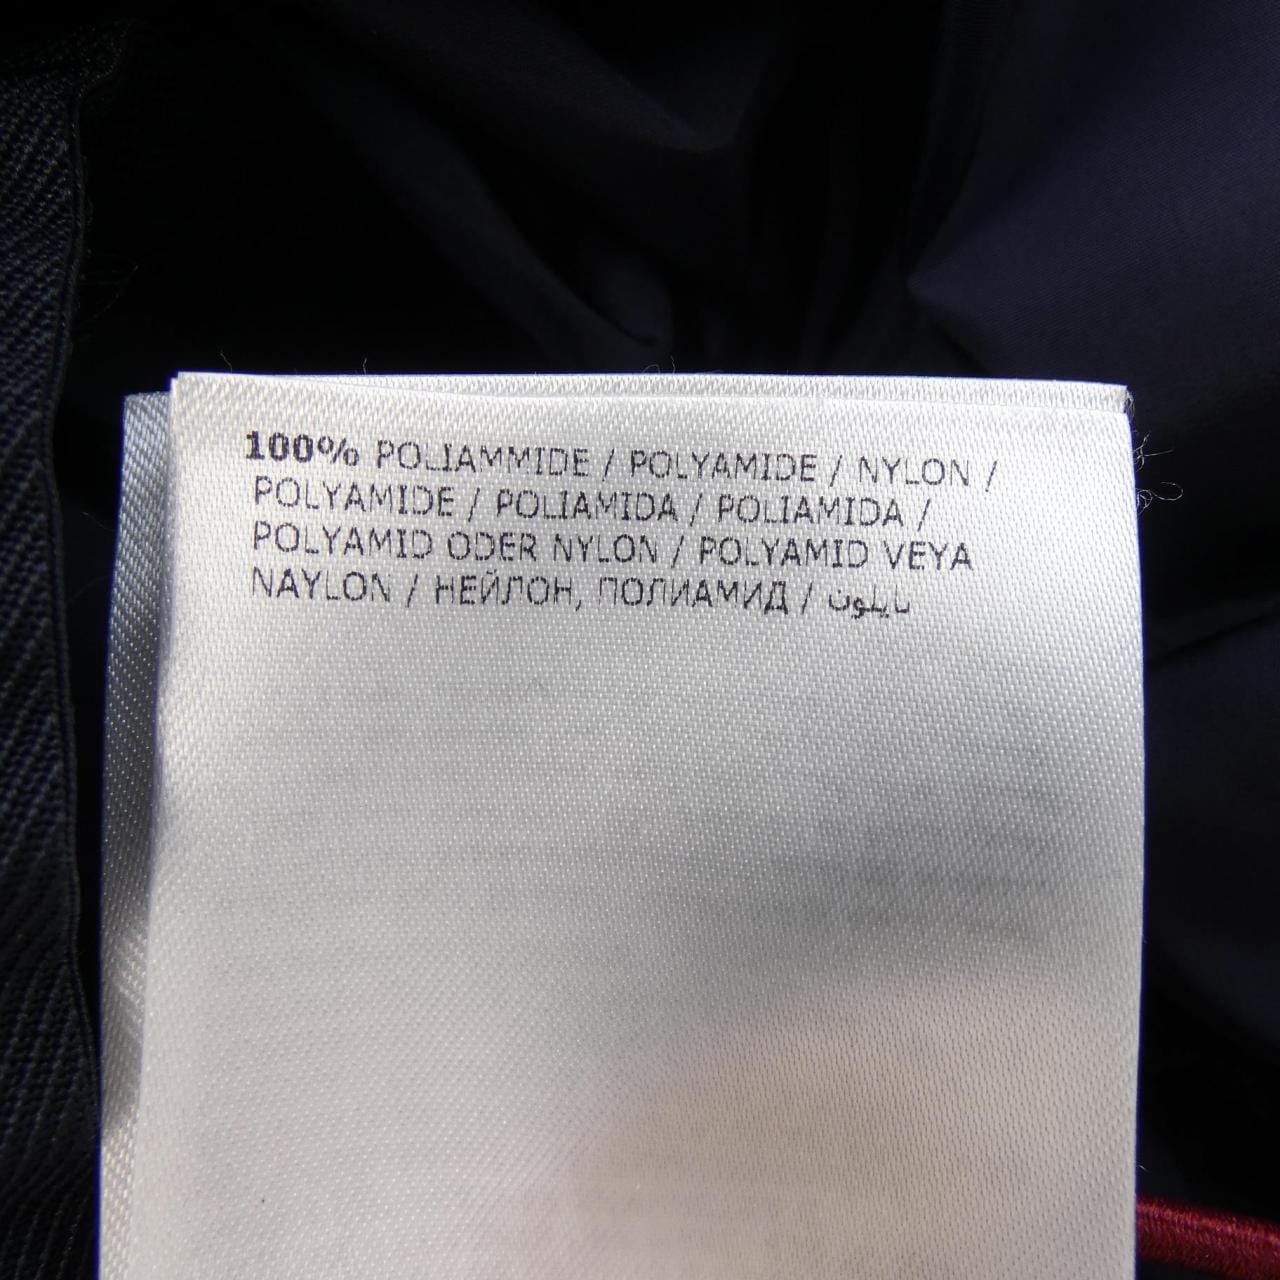 100% POLIAMMIDE / POLYAMIDE / NYLON /
POLYAMIDE / POLIAMIDA / POLIAMIDA /
POLYAMID ODER NYLON / POLYAMID VEYA
NAYLON / НЕЙЛОН, ПОЛИАМИД / نايلون